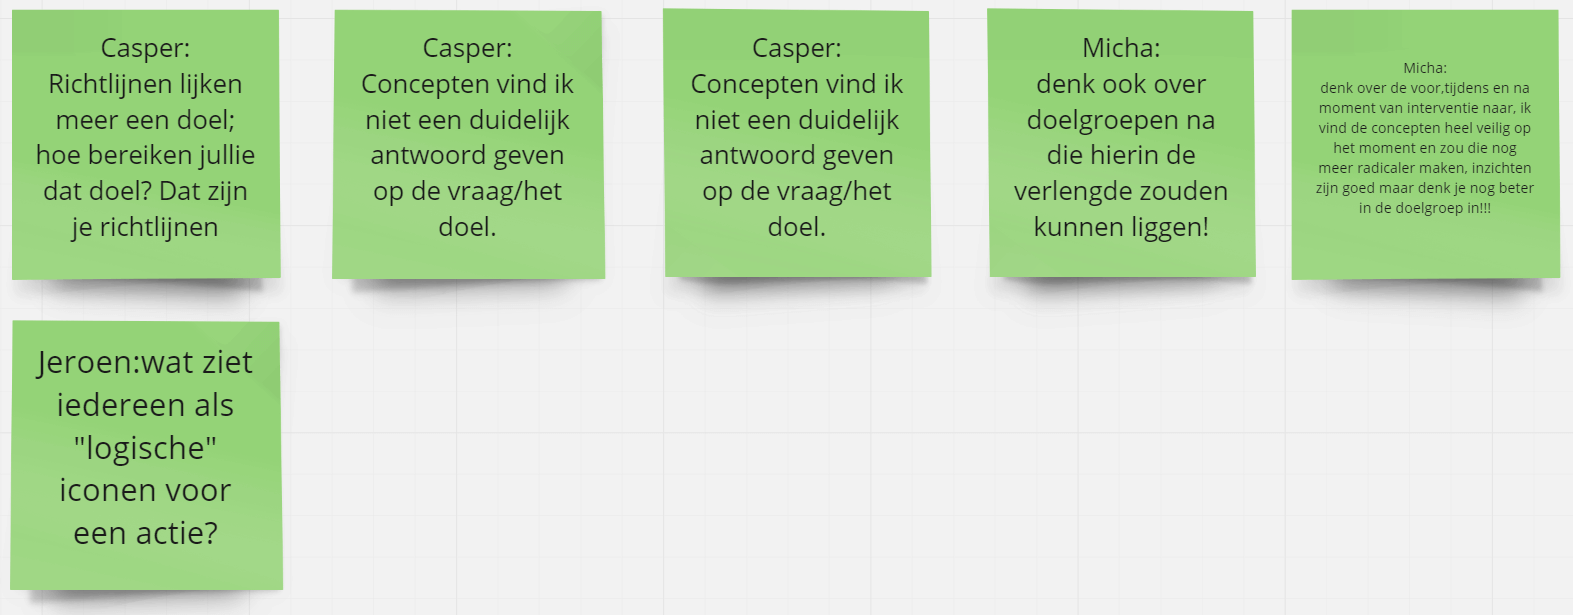 Casper:
Richtlijnen lijken
meer een doel;
hoe bereiken jullie
dat doel? Dat zijn
je richtlijnen
Casper:
Concepten vind ik
niet een duidelijk
antwoord geven
op de vraag/het
doel.
Casper:
Concepten vind ik
niet een duidelijk
antwoord geven
op de vraag/het
doel.
Micha:
denk ook over
doelgroepen na
die hierin de
verlengde zouden
kunnen liggen!
Micha:
denk over de voor,tijdens en na
moment van interventie naar, ik
vind de concepten heel veilig op
het moment en zou die nog
meer radicaler maken, inzichten
zijn goed maar denk je nog beter
in de doelgroep in!!!
Jeroen:wat ziet
iedereen als
"logische"
iconen voor
een actie?